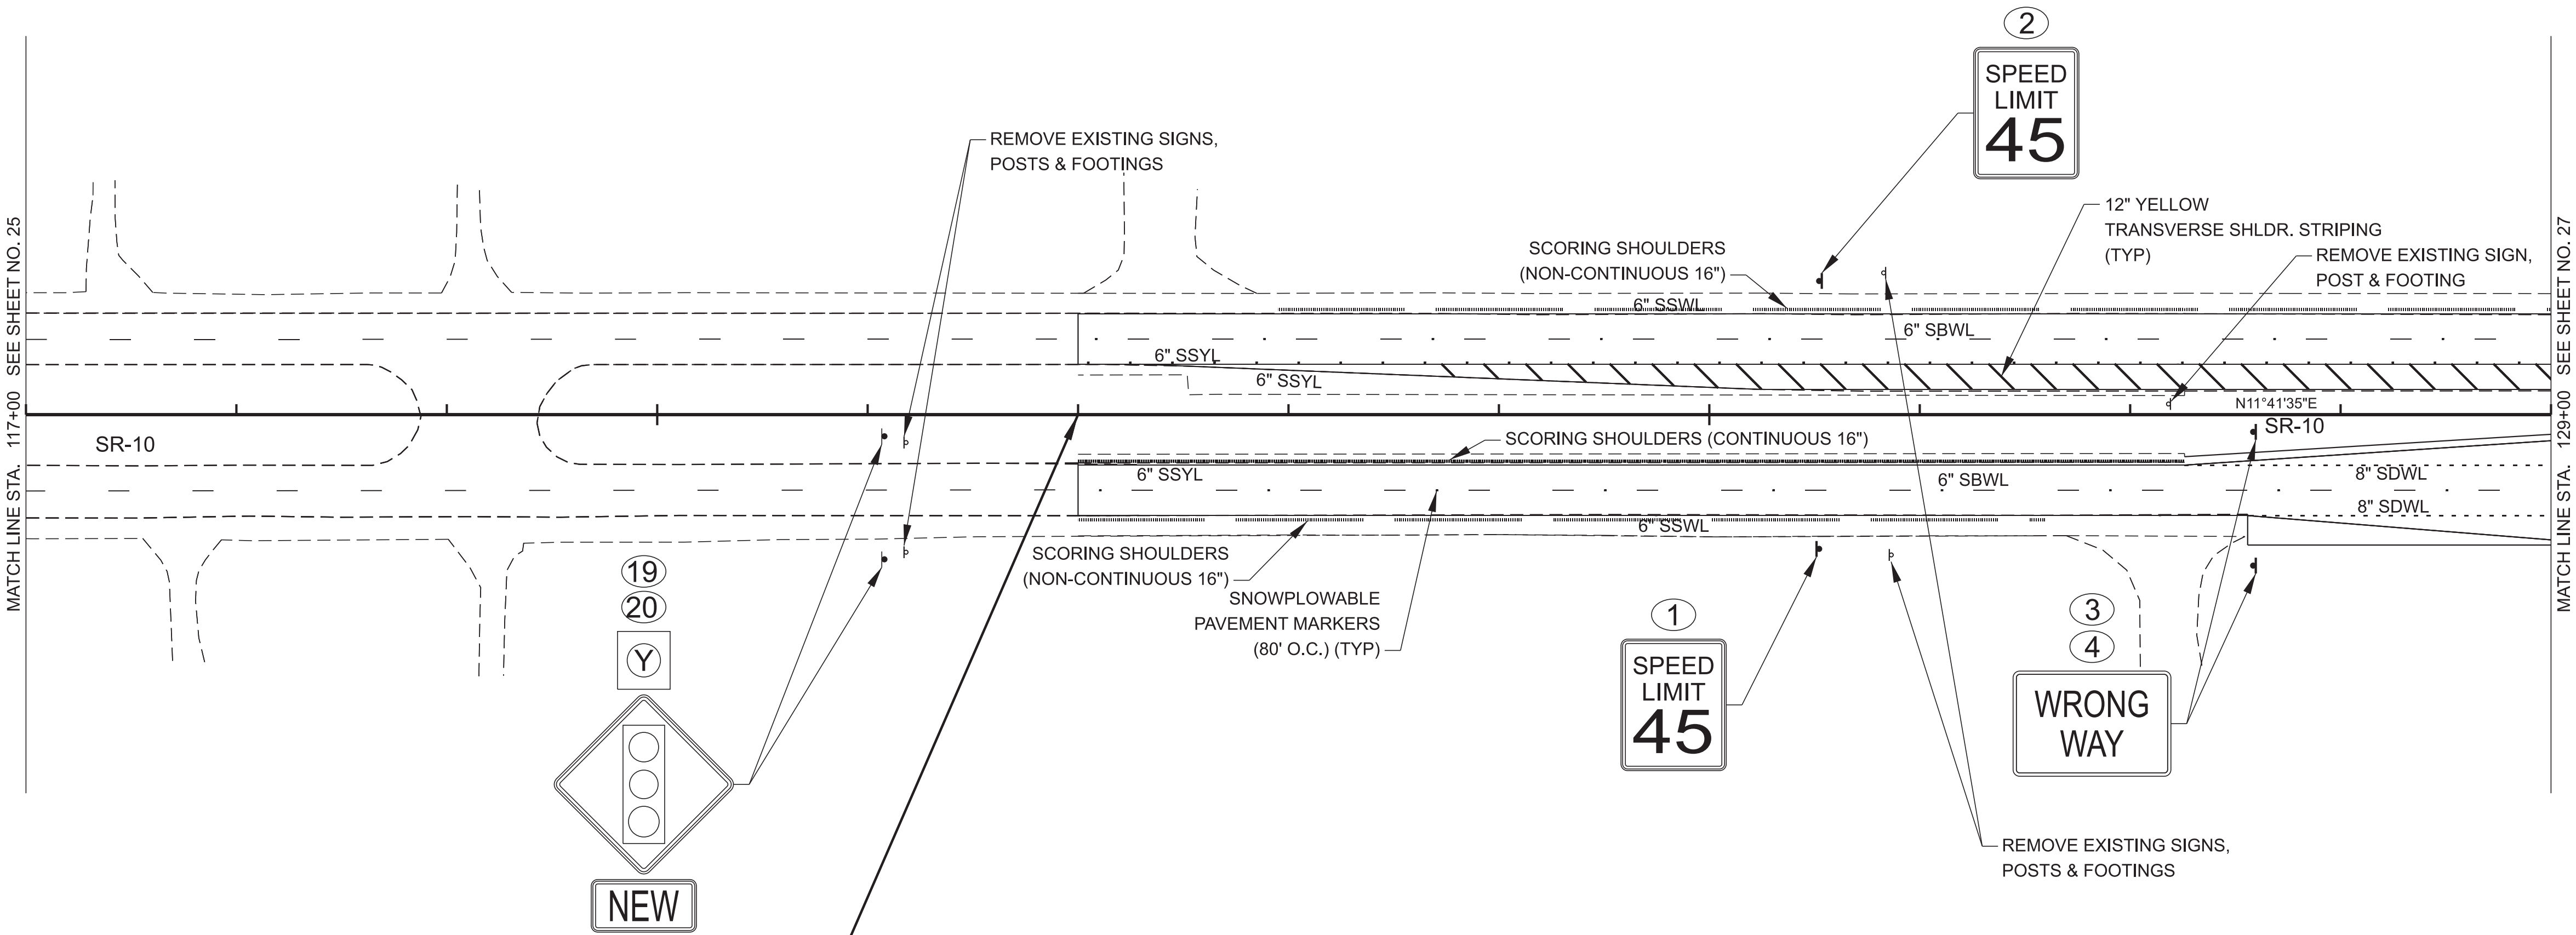 2
SPEED
LIMIT
45
REMOVE EXISTING SIGNS,
POSTS & FOOTINGS
12" YELLOW
TRANSVERSE SHLDR. STRIPING
(TYP)
SCORING SHOULDERS
(NON-CONTINUOUS 16")
REMOVE EXISTING SIGN,
POST & FOOTING
MATCH LINE STA. 117+00 SEE SHEET NO. 25
MATCH LINE STA. 129+00 SEE SHEET NO. 27
6" SSWL
6" SBWL
6" SSYL
6" SSYL
N11°41'35"E
SR-10
SR-10
SCORING SHOULDERS (CONTINUOUS 16")
6" SSYL
6" SBWL
8" SDWL
8" SDWL
6" SSWL
SCORING SHOULDERS
(NON-CONTINUOUS 16")
SNOWPLOWABLE
PAVEMENT MARKERS
(80' O.C.) (TYP)
19
20
Y
NEW
1
SPEED
LIMIT
45
3
4
WRONG
WAY
REMOVE EXISTING SIGNS,
POSTS & FOOTINGS